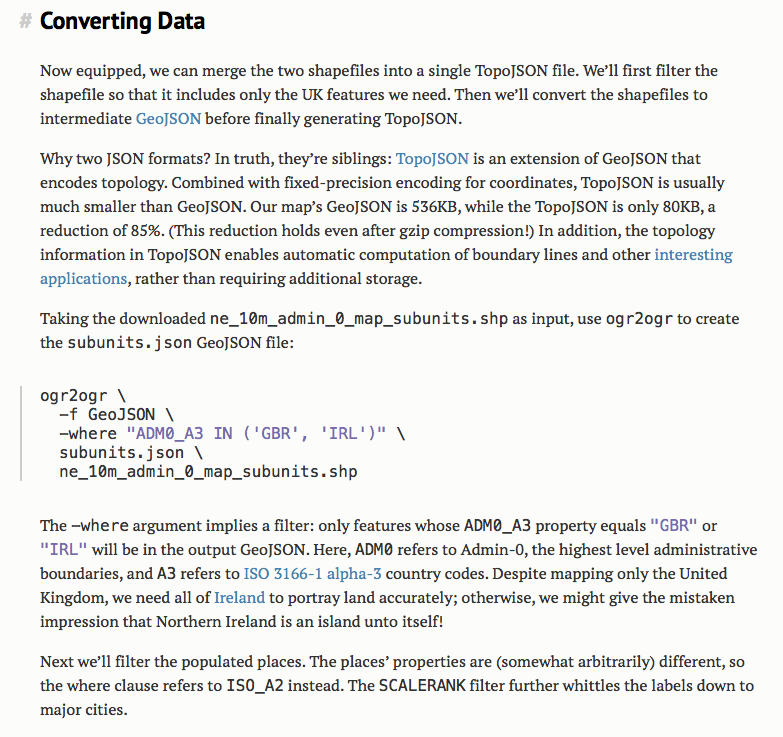 # Converting Data
Now equipped, we can merge the two shapefiles into a single TopoJSON file. We’ll first filter the
shapefile so that it includes only the UK features we need. Then we’ll convert the shapefiles to
intermediate GeoJSON before finally generating TopoJSON.
Why two JSON formats? In truth, they’re siblings: TopoJSON is an extension of GeoJSON that
encodes topology. Combined with fixed-precision encoding for coordinates, TopoJSON is usually
much smaller than GeoJSON. Our map’s GeoJSON is 536KB, while the TopoJSON is only 80KB, a
reduction of 85%. (This reduction holds even after gzip compression!) In addition, the topology
information in TopoJSON enables automatic computation of boundary lines and other interesting
applications, rather than requiring additional storage.
Taking the downloaded ne_10m_admin_0_map_subunits.shp as input, use ogr2ogr to create
the subunits.json GeoJSON file:
ogr2ogr \
  –f GeoJSON \
  –where "ADM0_A3 IN ('GBR', 'IRL')" \
  subunits.json \
  ne_10m_admin_0_map_subunits.shp
The –where argument implies a filter: only features whose ADM0_A3 property equals "GBR" or
"IRL" will be in the output GeoJSON. Here, ADM0 refers to Admin-0, the highest level administrative
boundaries, and A3 refers to ISO 3166-1 alpha-3 country codes. Despite mapping only the United
Kingdom, we need all of Ireland to portray land accurately; otherwise, we might give the mistaken
impression that Northern Ireland is an island unto itself!
Next we’ll filter the populated places. The places’ properties are (somewhat arbitrarily) different, so
the where clause refers to ISO_A2 instead. The SCALERANK filter further whittles the labels down to
major cities.